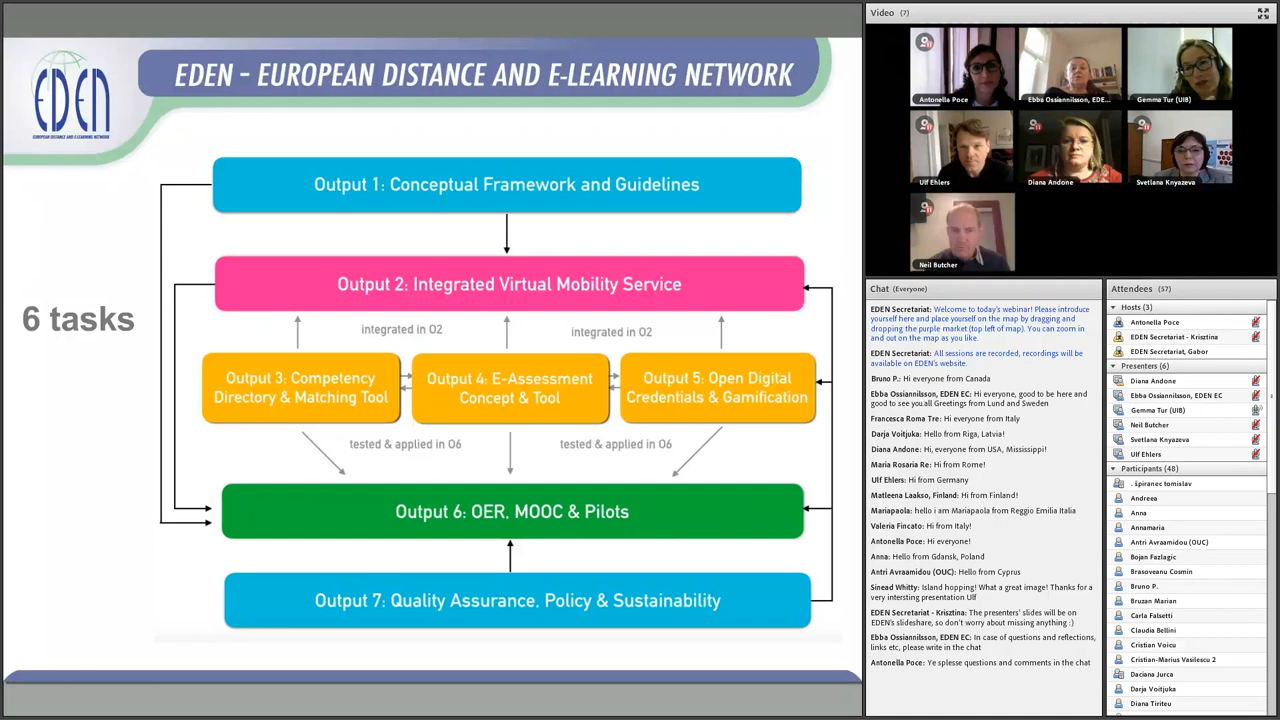 EDEN
EUROPEAN DISTANCE AND E-LEARNING NETWORK
EDEN – EUROPEAN DISTANCE AND E-LEARNING NETWORK
6 tasks
Output 1: Conceptual Framework and Guidelines
Output 2: Integrated Virtual Mobility Service
integrated in O2
integrated in O2
Output 3: Competency
Directory & Matching Tool
Output 4: E-Assessment
Concept & Tool
Output 5: Open Digital
Credentials & Gamification
tested & applied in O6
tested & applied in O6
Output 6: OER, MOOC & Pilots
Output 7: Quality Assurance, Policy & Sustainability
Video (7)
Antonella Poce
Ebba Ossiannilsson, EDE...
Gemma Tur (UIB)
Ulf Ehlers
Diana Andone
Svetlana Knyazeva
Neil Butcher
Chat (Everyone)
EDEN Secretariat: Welcome to today's webinar! Please introduce
yourself here and place yourself on the map by dragging and
dropping the purple market (top left of map). You can zoom in
and out on the map as you like.
EDEN Secretariat: All sessions are recorded, recordings will be
available on EDEN's website.
Bruno P.: Hi everyone from Canada
Ebba Ossiannilsson, EDEN EC: Hi everyone, good to be here and
good to see you.all Greetings from Lund and Sweden
Francesca Roma Tre: Hi everyone from Italy
Darja Voitjuka: Hello from Riga, Latvia!
Diana Andone: Hi, everyone from USA, Mississippi!
Maria Rosaria Re: Hi from Rome!
Ulf Ehlers: Hi from Germany
Matleena Laakso, Finland: Hi from Finland!
Mariapaola: hello i am Mariapaola from Reggio Emilia Italia
Valeria Fincato: Hi from Italy!
Antonella Poce: Hi everyone!
Anna: Hello from Gdansk, Poland
Antri Avraamidou (OUC): Hello from Cyprus
Sinead Whitty: Island hopping! What a great image! Thanks for a
very intersting presentation Ulf
EDEN Secretariat - Krisztina: The presenters' slides will be on
EDEN's slideshare, so don't worry about missing anything :)
Ebba Ossiannilsson, EDEN EC: In case of questions and reflections,
links etc, please write in the chat
Antonella Poce: Ye splesse questions and comments in the chat
Attendees (57)
Hosts (3)
Antonella Poce
EDEN Secretariat - Krisztina
EDEN Secretariat, Gabor
Presenters (6)
Diana Andone
Ebba Ossiannilsson, EDEN EC
Gemma Tur (UIB)
Neil Butcher
Svetlana Knyazeva
Ulf Ehlers
Participants (48)
. špiranec tomislav
Andreea
Anna
Annamaria
Antri Avraamidou (OUC)
Bojan Fazlagic
Brasoveanu Cosmin
Bruno P.
Bruzan Marian
Carla Falsetti
Claudia Bellini
Cristian Voicu
Cristian-Marius Vasilescu 2
Daciana Jurca
Darja Voitjuka
Diana Tiriteu